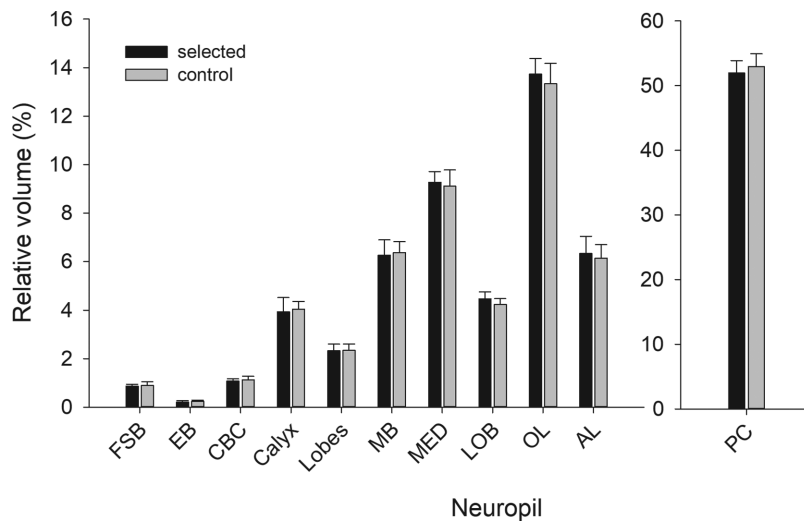 16
14
12
10
8
6
4
2
0
Relative volume (%)
selected
control
60
50
40
30
20
10
0
FSB
EB
CBC
Calyx
Lobes
MB
MED
LOB
OL
AL
PC
Neuropil